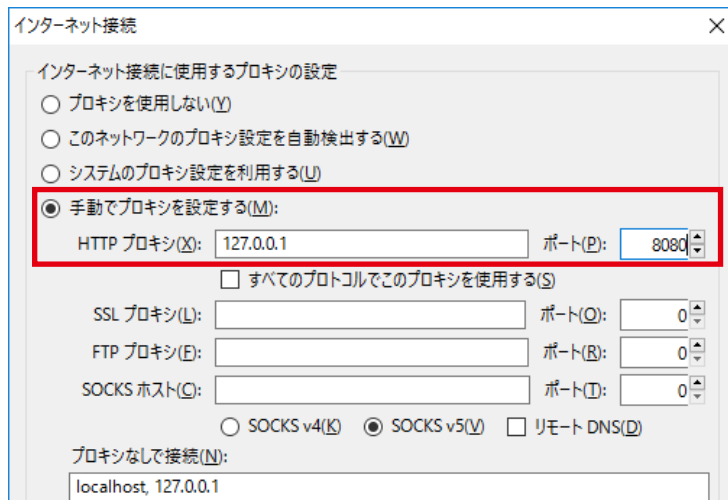 インターネット接続
インターネット接続に使用するプロキシの設定
プロキシを使用しない(Y)
このネットワークのプロキシ設定を自動検出する(W)
システムのプロキシ設定を利用する(U)
手動でプロキシを設定する(M):
HTTP プロキシ(X): 127.0.0.1 ポート(P): 8080
すべてのプロトコルでこのプロキシを使用する(S)
SSL プロキシ(L): ポート(O): 0
FTP プロキシ(F): ポート(R): 0
SOCKS ホスト(C): ポート(T): 0
SOCKS v4(K) SOCKS v5(V) リモート DNS(D)
プロキシなしで接続(N):
localhost, 127.0.0.1